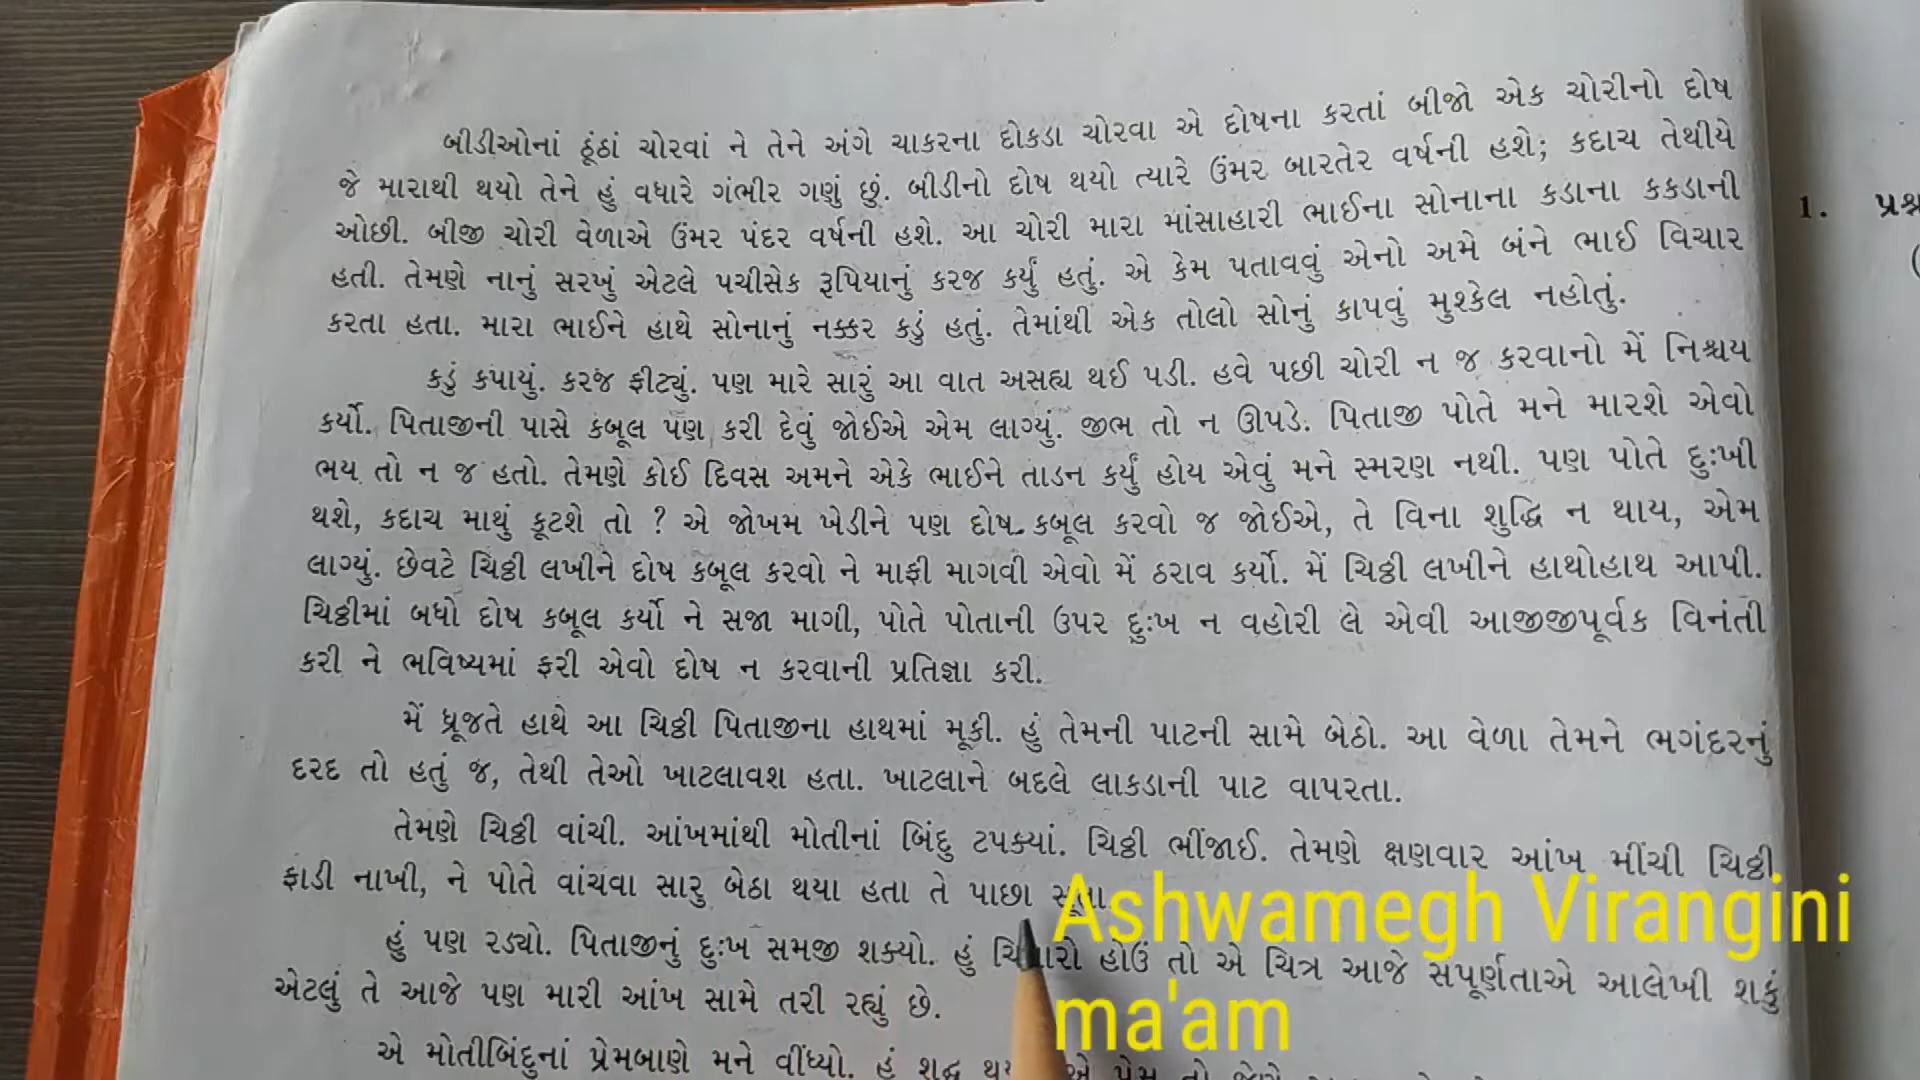 બીડીઓનાં ઠૂંઠાં ચોરવાં ને તેને અંગે ચાકરના દોકડા ચોરવા એ દોષના કરતાં બીજો એક ચોરીનો દોષ
જે મારાથી થયો તેને હું વધારે ગંભીર ગણું છું. બીડીનો દોષ થયો ત્યારે ઉંમર બારતેર વર્ષની હશે; કદાચ તેથીયે
ઓછી. બીજી ચોરી વેળાએ ઉંમર પંદર વર્ષની હશે. આ ચોરી મારા માંસાહારી ભાઈના સોનાના કડાના કકડાની
હતી. તેમણે નાનું સરખું એટલે પચીસેક રૂપિયાનું કરજ કર્યું હતું. એ કેમ પતાવવું એનો અમે બંને ભાઈ વિચાર
કરતા હતા. મારા ભાઈને હાથે સોનાનું નક્કર કડું હતું. તેમાંથી એક તોલો સોનું કાપવું મુશ્કેલ નહોતું.
કડું કપાયું. કરજ ફીટ્યું. પણ મારે સારું આ વાત અસહ્ય થઈ પડી. હવે પછી ચોરી ન જ કરવાનો મેં નિશ્ચય
કર્યો. પિતાજીની પાસે કબૂલ પણ કરી દેવું જોઈએ એમ લાગ્યું. જીભ તો ન ઊપડે. પિતાજી પોતે મને મારશે એવો
ભય તો ન જ હતો. તેમણે કોઈ દિવસ અમને એકે ભાઈને તાડન કર્યું હોય એવું મને સ્મરણ નથી. પણ પોતે દુઃખી
થશે, કદાચ માથું કૂટશે તો ? એ જોખમ ખેડીને પણ દોષ કબૂલ કરવો જ જોઈએ, તે વિના શુદ્ધિ ન થાય, એમ
લાગ્યું. છેવટે ચિઠ્ઠી લખીને દોષ કબૂલ કરવો ને માફી માગવી એવો મેં ઠરાવ કર્યો. મેં ચિઠ્ઠી લખીને હાથોહાથ આપી.
ચિઠ્ઠીમાં બધો દોષ કબૂલ કર્યો ને સજા માગી, પોતે પોતાની ઉપર દુઃખ ન વહોરી લે એવી આજીજીપૂર્વક વિનંતી
કરી ને ભવિષ્યમાં ફરી એવો દોષ ન કરવાની પ્રતિજ્ઞા કરી.
મેં ધ્રૂજતે હાથે આ ચિઠ્ઠી પિતાજીના હાથમાં મૂકી. હું તેમની પાટની સામે બેઠો. આ વેળા તેમને ભગંદરનું
દરદ તો હતું જ, તેથી તેઓ ખાટલાવશ હતા. ખાટલાને બદલે લાકડાની પાટ વાપરતા.
તેમણે ચિઠ્ઠી વાંચી. આંખમાંથી મોતીનાં બિંદુ ટપક્યાં. ચિઠ્ઠી ભીંજાઈ. તેમણે ક્ષણવાર આંખ મીંચી ચિઠ્ઠી
ફાડી નાખી, ને પોતે વાંચવા સારુ બેઠા થયા હતા તે પાછા સૂતા.
હું પણ રડ્યો. પિતાજીનું દુઃખ સમજી શક્યો. હું હોઉં તો એ ચિત્ર આજે સંપૂર્ણતાએ આલેખી શકું
એટલું તે આજે પણ મારી આંખ સામે તરી રહ્યું છે.
એ મોતીબિંદુનાં પ્રેમબાણે મને વીંધ્યો. હું શુદ્ધ
1. પ્રશ્ન
(
Ashwamegh Virangini
ma'am